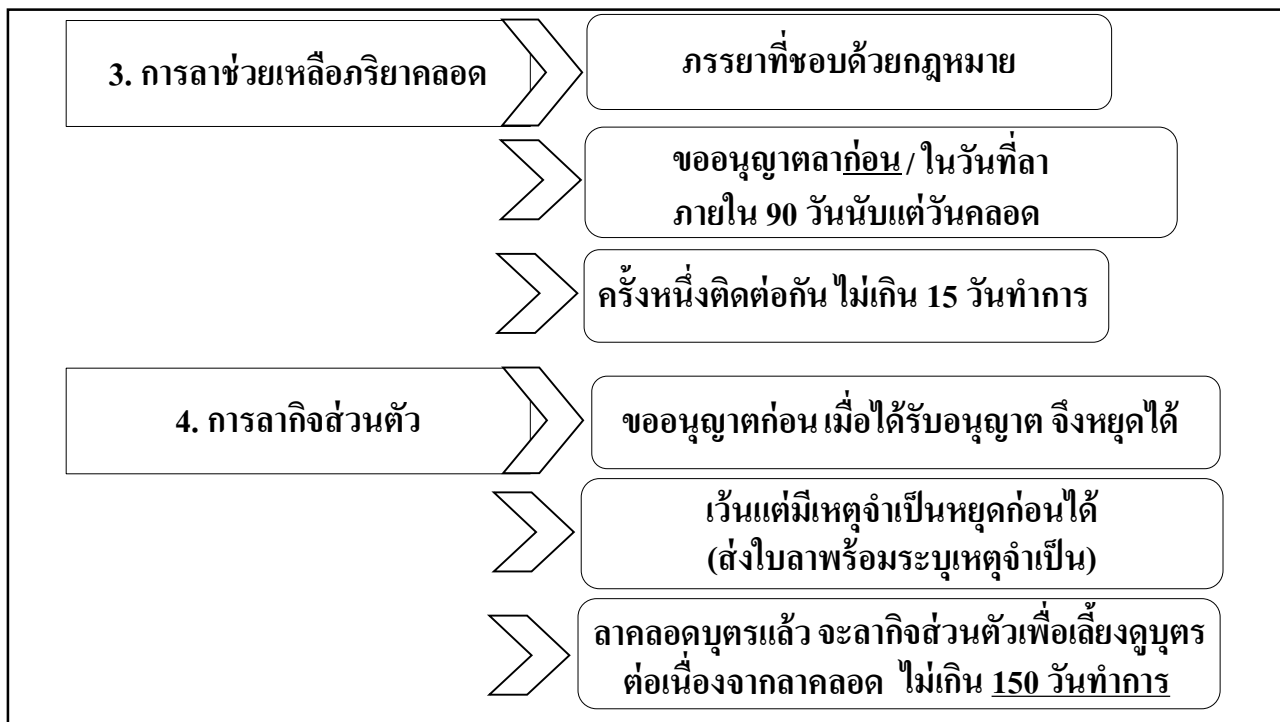 3. การลาช่วยเหลือภริยาคลอด
ภรรยาที่ชอบด้วยกฎหมาย
ขออนุญาตลาก่อน / ในวันที่ลา
ภายใน 90 วันนับแต่วันคลอด
ครั้งหนึ่งติดต่อกัน ไม่เกิน 15 วันทำการ
4. การลากิจส่วนตัว
ขออนุญาตก่อน เมื่อได้รับอนุญาต จึงหยุดได้
เว้นแต่มีเหตุจำเป็นหยุดก่อนได้
(ส่งใบลาพร้อมระบุเหตุจำเป็น)
ลาคลอดบุตรแล้ว จะลากิจส่วนตัวเพื่อเลี้ยงดูบุตร
ต่อเนื่องจากลาคลอด ไม่เกิน 150 วันทำการ